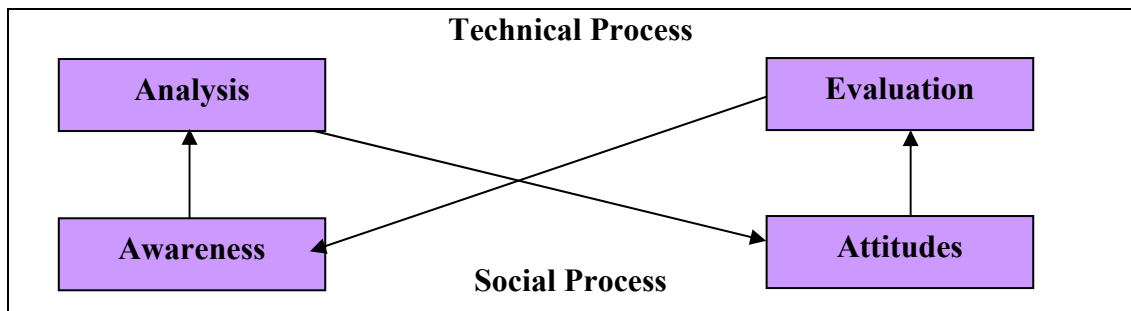 Technical Process
Analysis
Evaluation
Awareness
Attitudes
Social Process